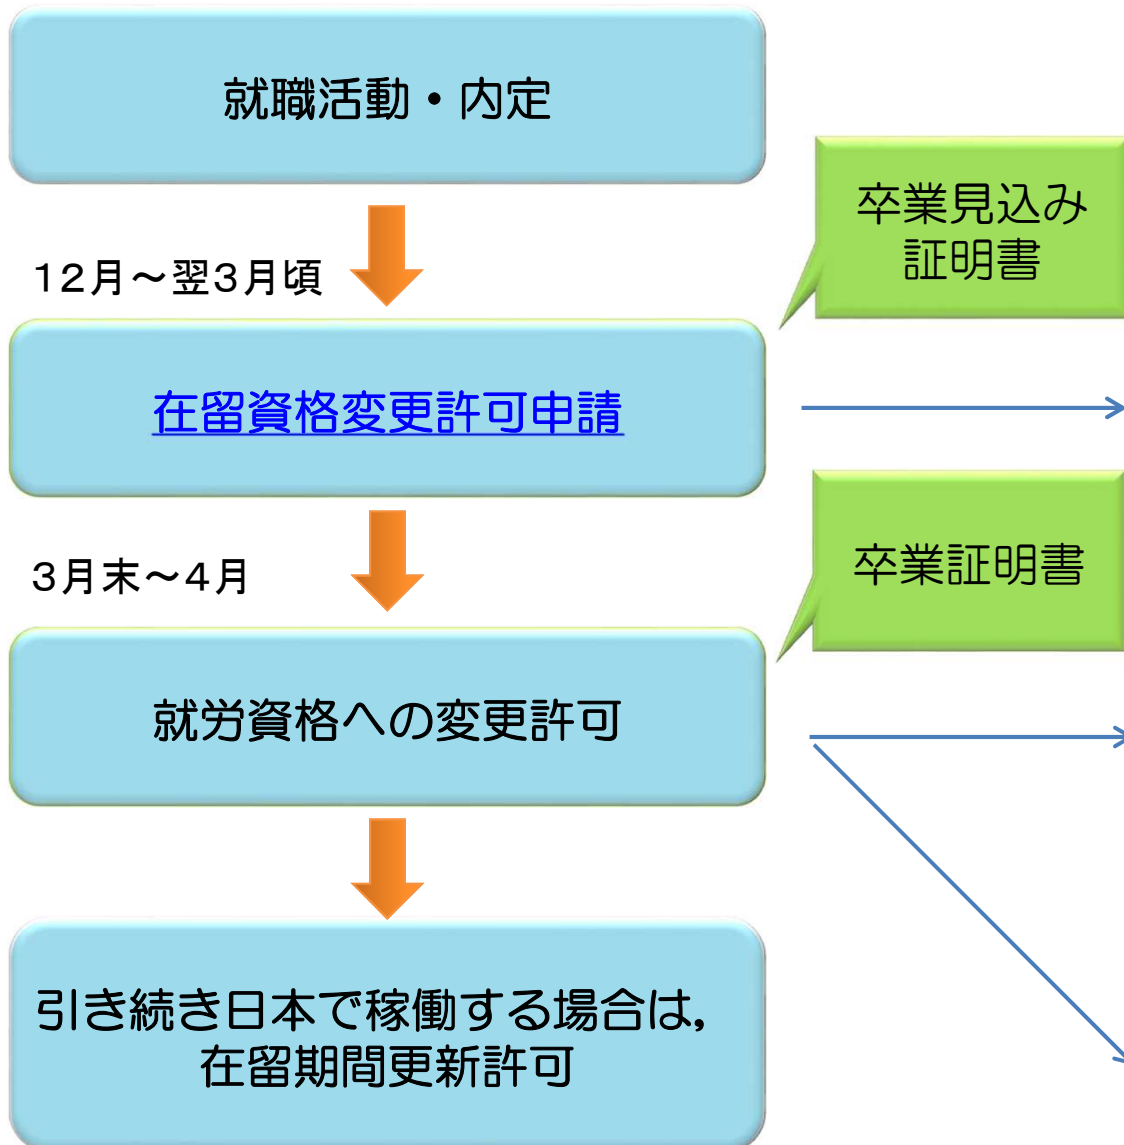 就職活動・内定
卒業見込み
証明書
12月~翌3月頃
在留資格変更許可申請
3月末~4月
卒業証明書
就労資格への変更許可
引き続き日本で稼働する場合は,
在留期間更新許可